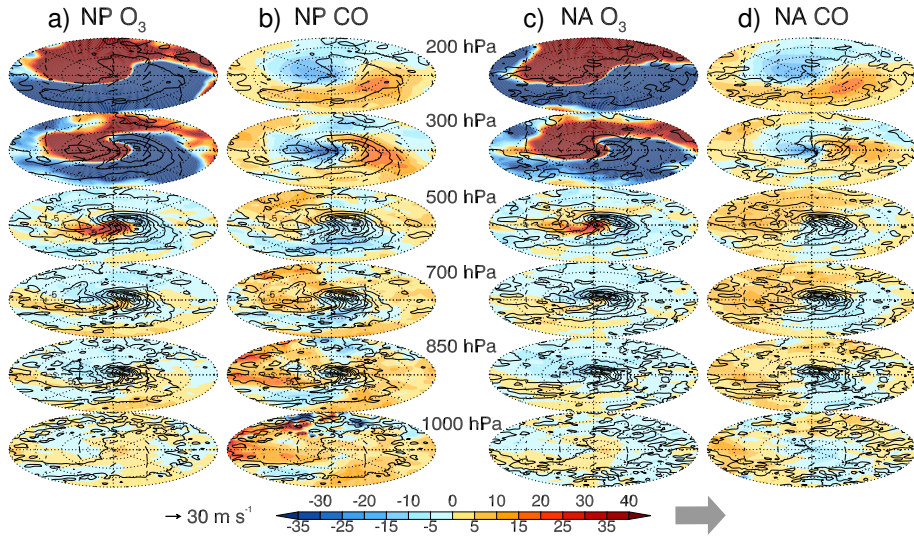 a) NP O3
b) NP CO
c) NA O3
d) NA CO
200 hPa
300 hPa
500 hPa
700 hPa
850 hPa
1000 hPa
30 m s-1
-30 -20 -10 0 10 20 30 40
-35 -25 -15 -5 5 15 25 35